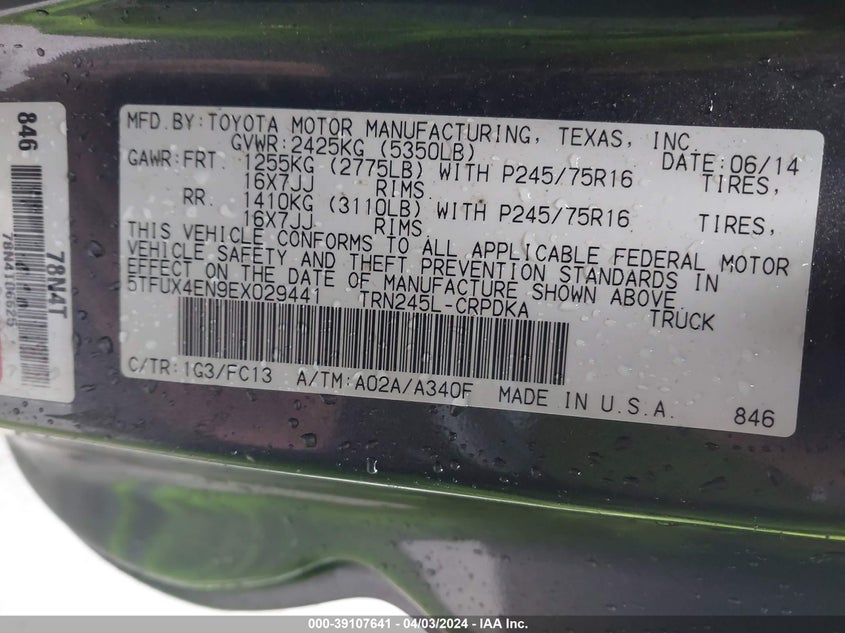 MFD.BY:TOYOTA MOTOR MANUFACTURING, TEXAS, INC.
GVWR:2425KG (5350LB) DATE:06/14
GAWR:FRT. 1255KG (2775LB) WITH P245/75R16 TIRES,
16X7JJ RIMS
RR. 1410KG (3110LB) WITH P245/75R16 TIRES,
16X7JJ RIMS
THIS VEHICLE CONFORMS TO ALL APPLICABLE FEDERAL MOTOR
VEHICLE SAFETY AND THEFT PREVENTION STANDARDS IN
EFFECT ON THE DATE OF MANUFACTURE SHOWN ABOVE.
5TFUX4EN9EX029441 TRN245L-CRPDKA TRUCK
C/TR:1G3/FC13 A/TM:A02A/A340F MADE IN U.S.A. 846
846
78N4T
000-39107641 / 04/03/2024 / Copyright © IAA Inc.